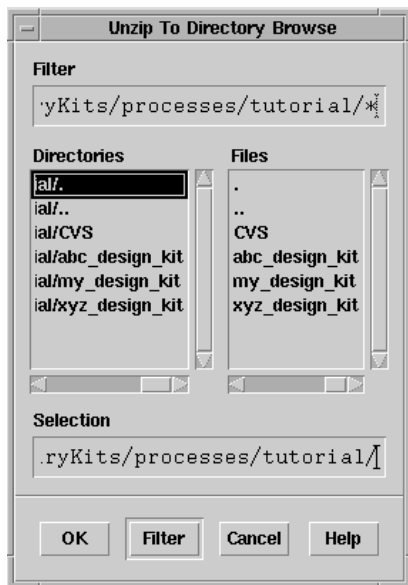 Unzip To Directory Browse
Filter
yKits/processes/tutorial/*
Directories
Files
ial/.
ial/..
ial/CVS
ial/abc_design_kit
ial/my_design_kit
ial/xyz_design_kit
.
..
CVS
abc_design_kit
my_design_kit
xyz_design_kit
Selection
ryKits/processes/tutorial/
OK
Filter
Cancel
Help